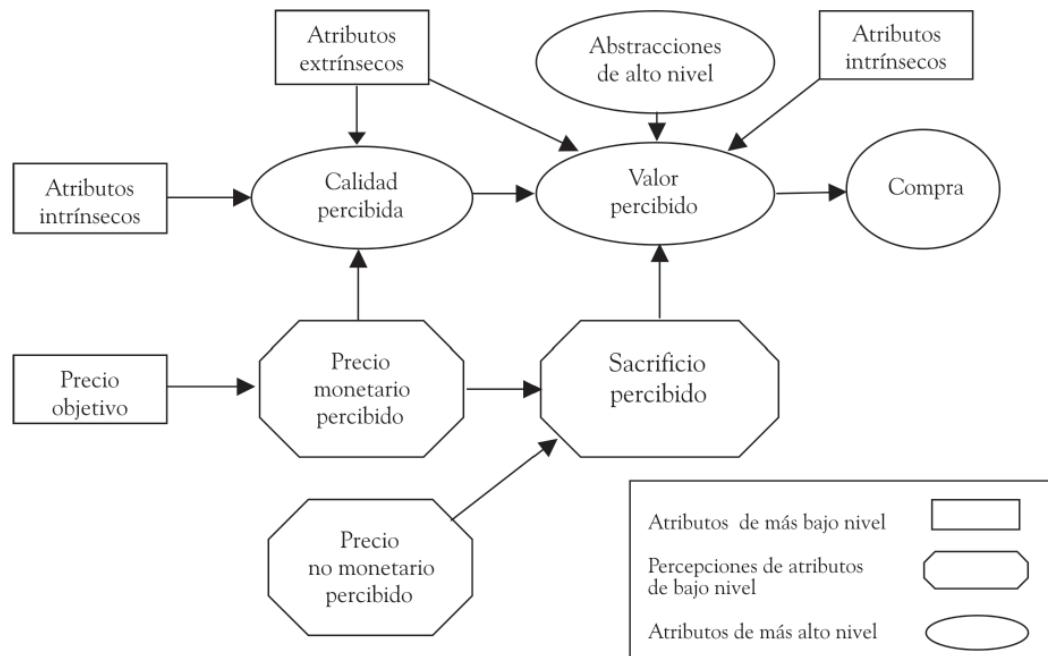 Atributos
extrínsecos
Abstracciones
de alto nivel
Atributos
intrínsecos
Atributos
intrínsecos
Calidad
percibida
Valor
percibido
Compra
Precio
objetivo
Precio
monetario
percibido
Sacrificio
percibido
Precio
no monetario
percibido
Atributos de más bajo nivel
Percepciones de atributos
de bajo nivel
Atributos de más alto nivel